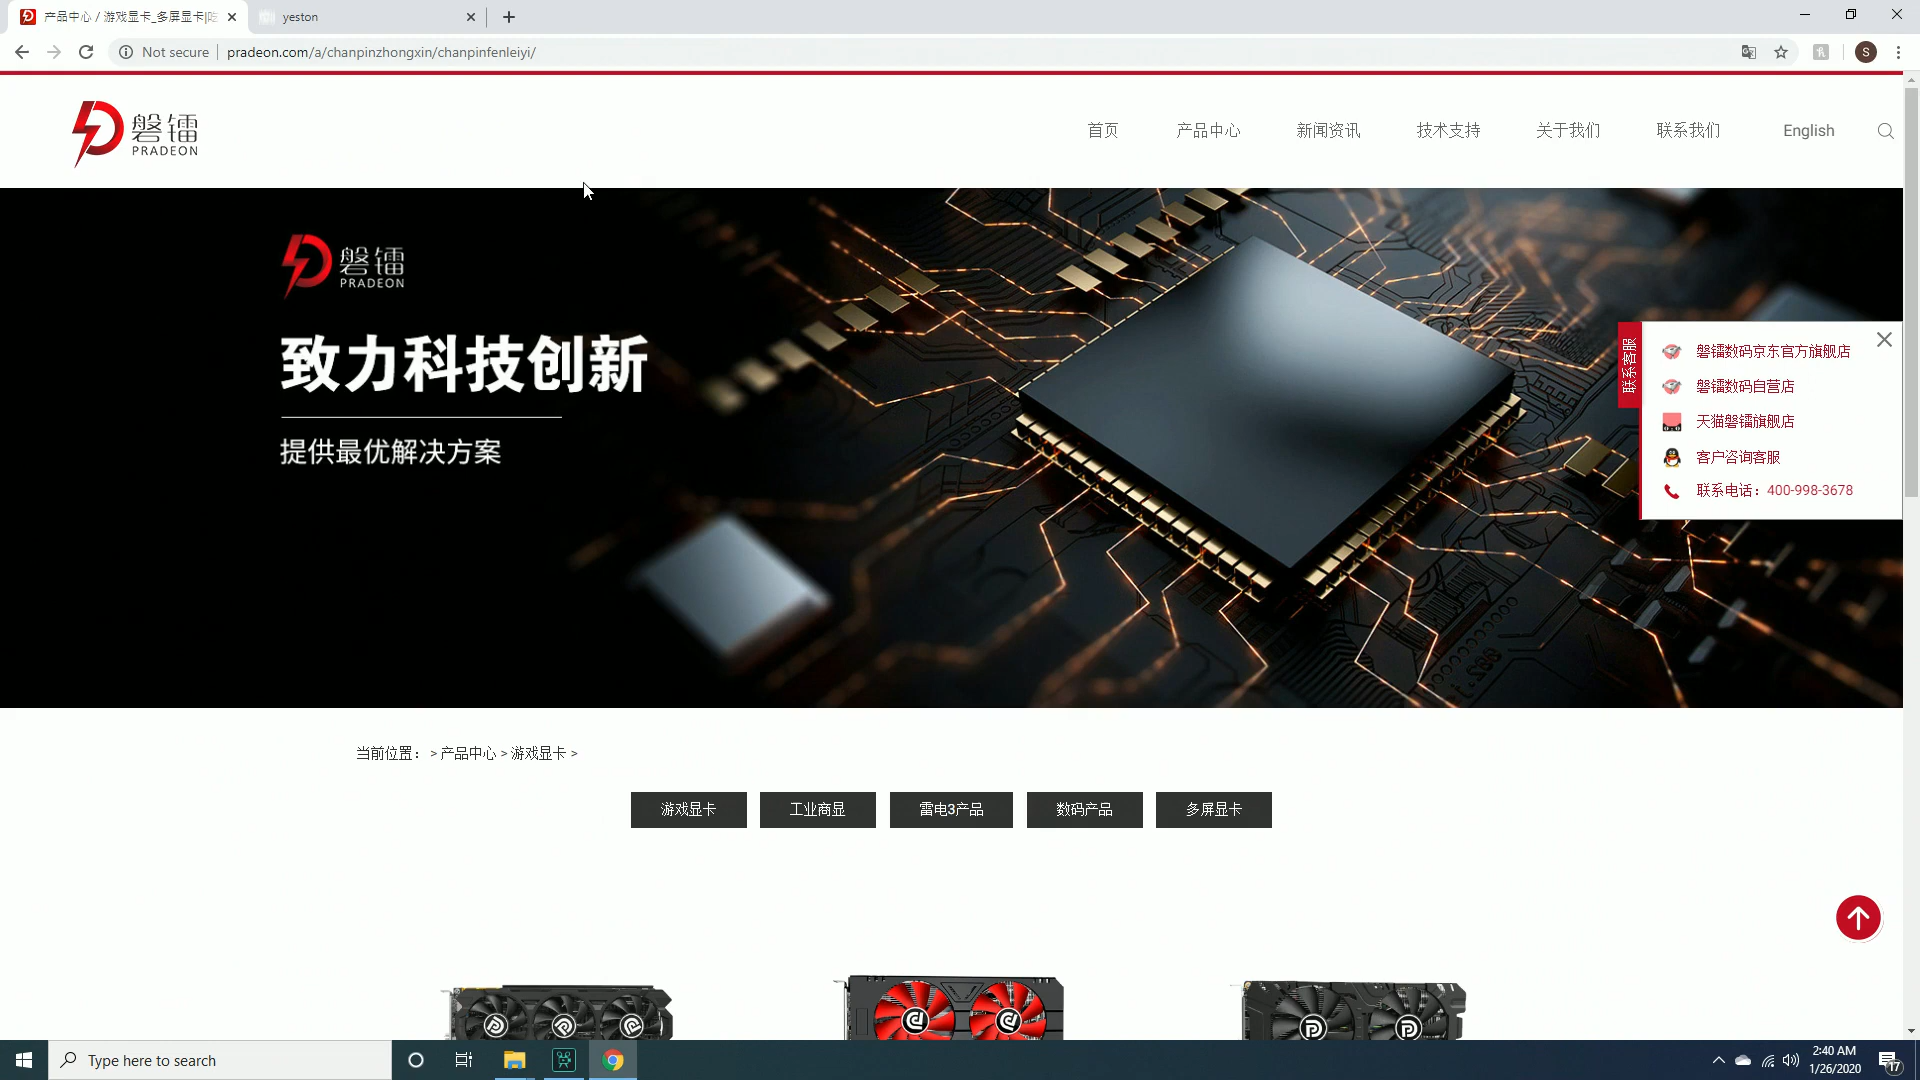 产品中心 / 游戏显卡_多屏显卡
yeston
Not secure
pradeon.com/a/chanpinzhongxin/chanpinfenleiyi/
S
磐镭
PRADEON
首页
产品中心
新闻资讯
技术支持
关于我们
联系我们
English
磐镭
PRADEON
致力科技创新
提供最优解决方案
联系客服
磐镭数码京东官方旗舰店
磐镭数码自营店
天猫磐镭旗舰店
客户咨询客服
联系电话：400-998-3678
当前位置： > 产品中心 > 游戏显卡 >
游戏显卡
工业商显
雷电3产品
数码产品
多屏显卡
Type here to search
2:40 AM
1/26/2020
17